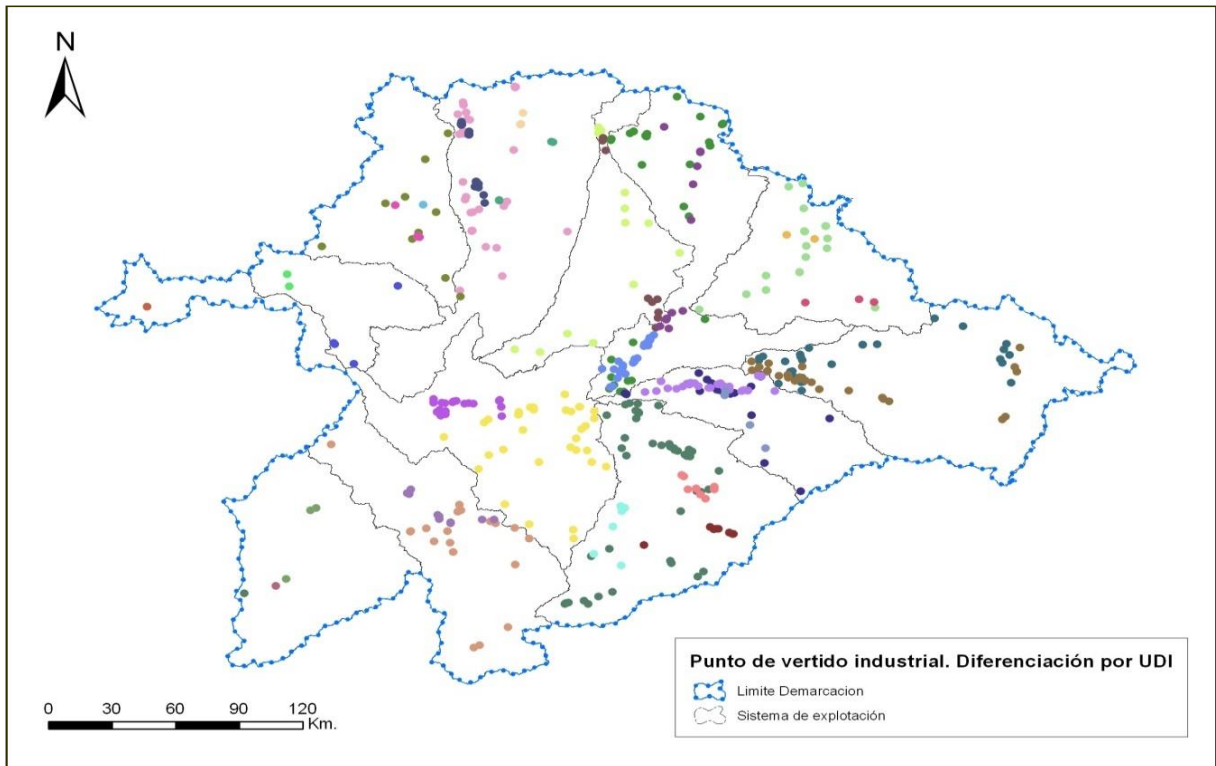 N
Punto de vertido industrial. Diferenciación por UDI
Limite Demarcacion
Sistema de explotación
0 30 60 90 120
Km.